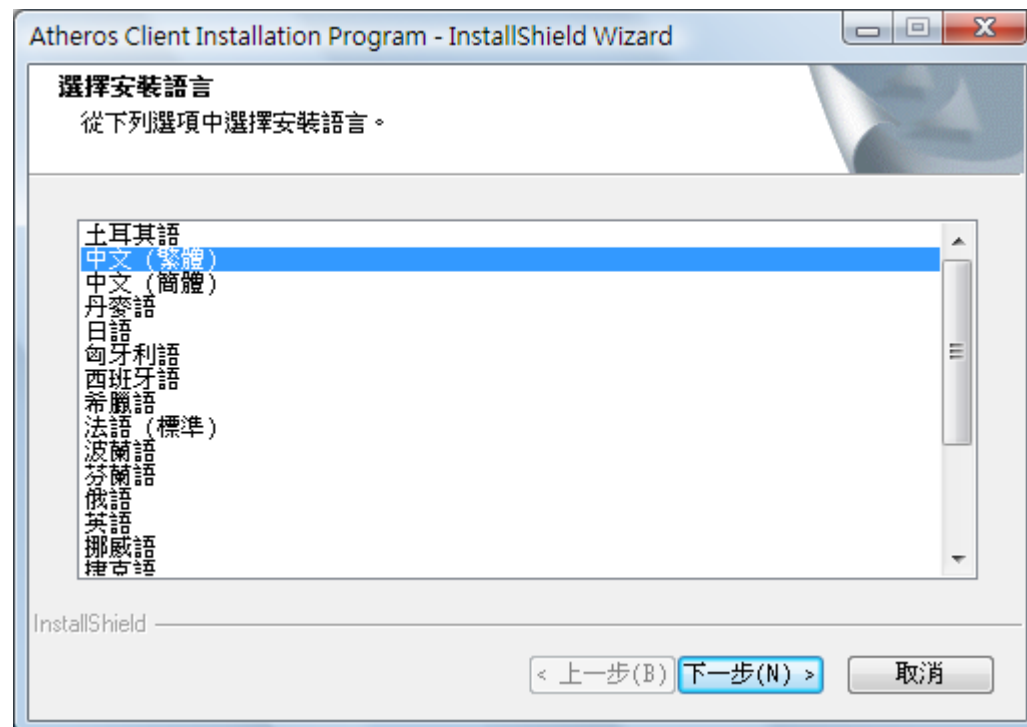 Atheros Client Installation Program - InstallShield Wizard
選擇安裝語言
從下列選項中選擇安裝語言。
土耳其語
中文 (繁體)
中文 (簡體)
丹麥語
日語
匈牙利語
西班牙語
希臘語
法語 (標準)
波蘭語
芬蘭語
俄語
英語
挪威語
捷克語
InstallShield
< 上一步(B) 下一步(N) > 取消